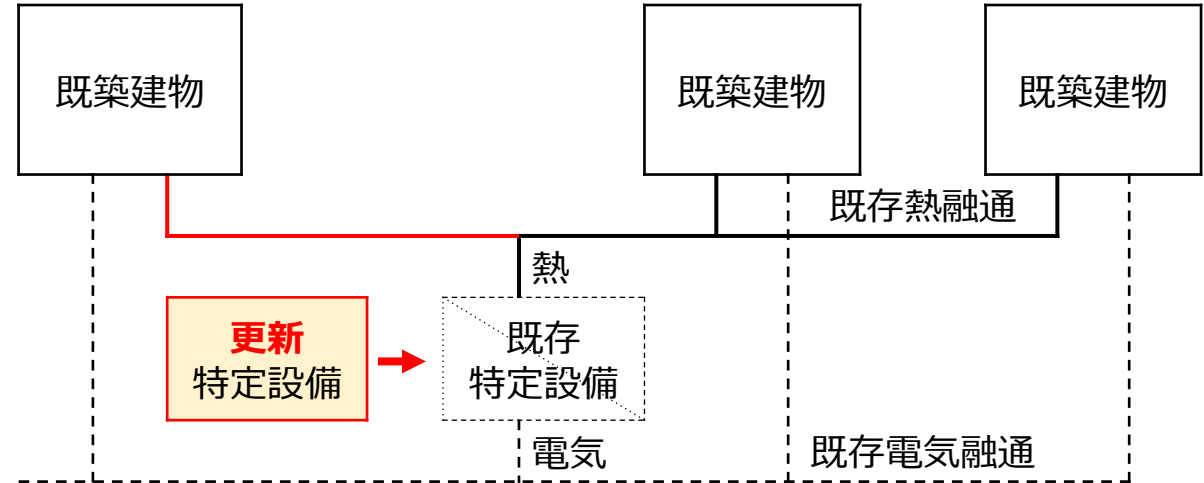 既築建物
既築建物
既築建物
既存熱融通
熱
更新
特定設備
既存
特定設備
電気
既存電気融通